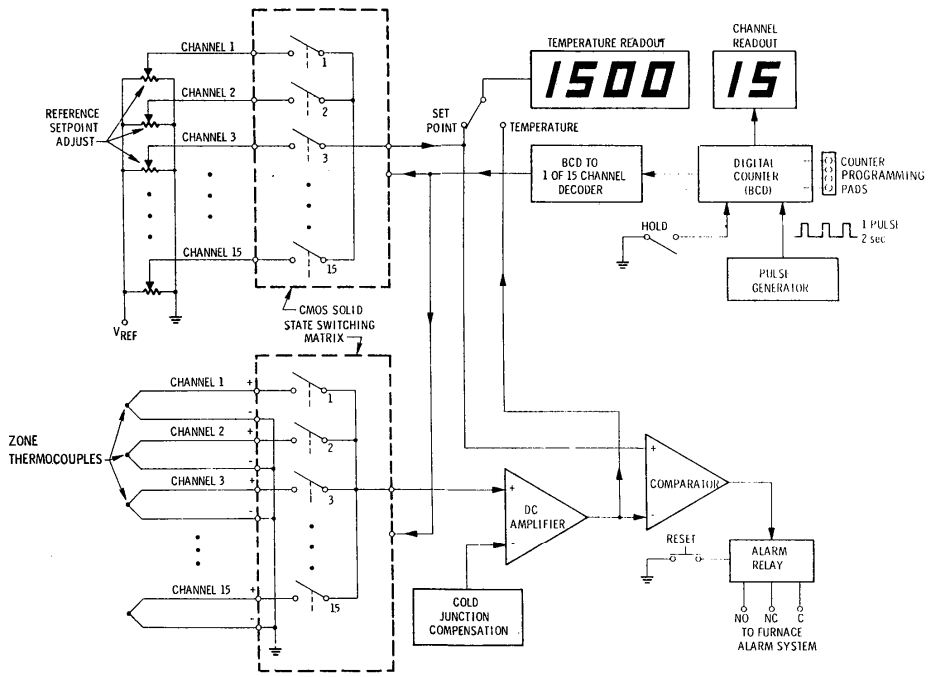 CHANNEL 1
1
CHANNEL 2
2
CHANNEL 3
3
CHANNEL 15
15
REFERENCE
SETPOINT
ADJUST
VREF
CMOS SOLID
STATE SWITCHING
MATRIX
TEMPERATURE READOUT
1500
CHANNEL
READOUT
15
SET
POINT
TEMPERATURE
BCD TO
1 OF 15 CHANNEL
DECODER
DIGITAL
COUNTER
(BCD)
COUNTER
PROGRAMMING
PADS
HOLD
1 PULSE
2 sec
PULSE
GENERATOR
ZONE
THERMOCOUPLES
CHANNEL 1 +
-
1
CHANNEL 2 +
-
2
CHANNEL 3 +
-
3
CHANNEL 15 +
-
15
+
DC
AMPLIFIER
-
COLD
JUNCTION
COMPENSATION
+
COMPARATOR
-
RESET
ALARM
RELAY
NO NC C
TO FURNACE
ALARM SYSTEM